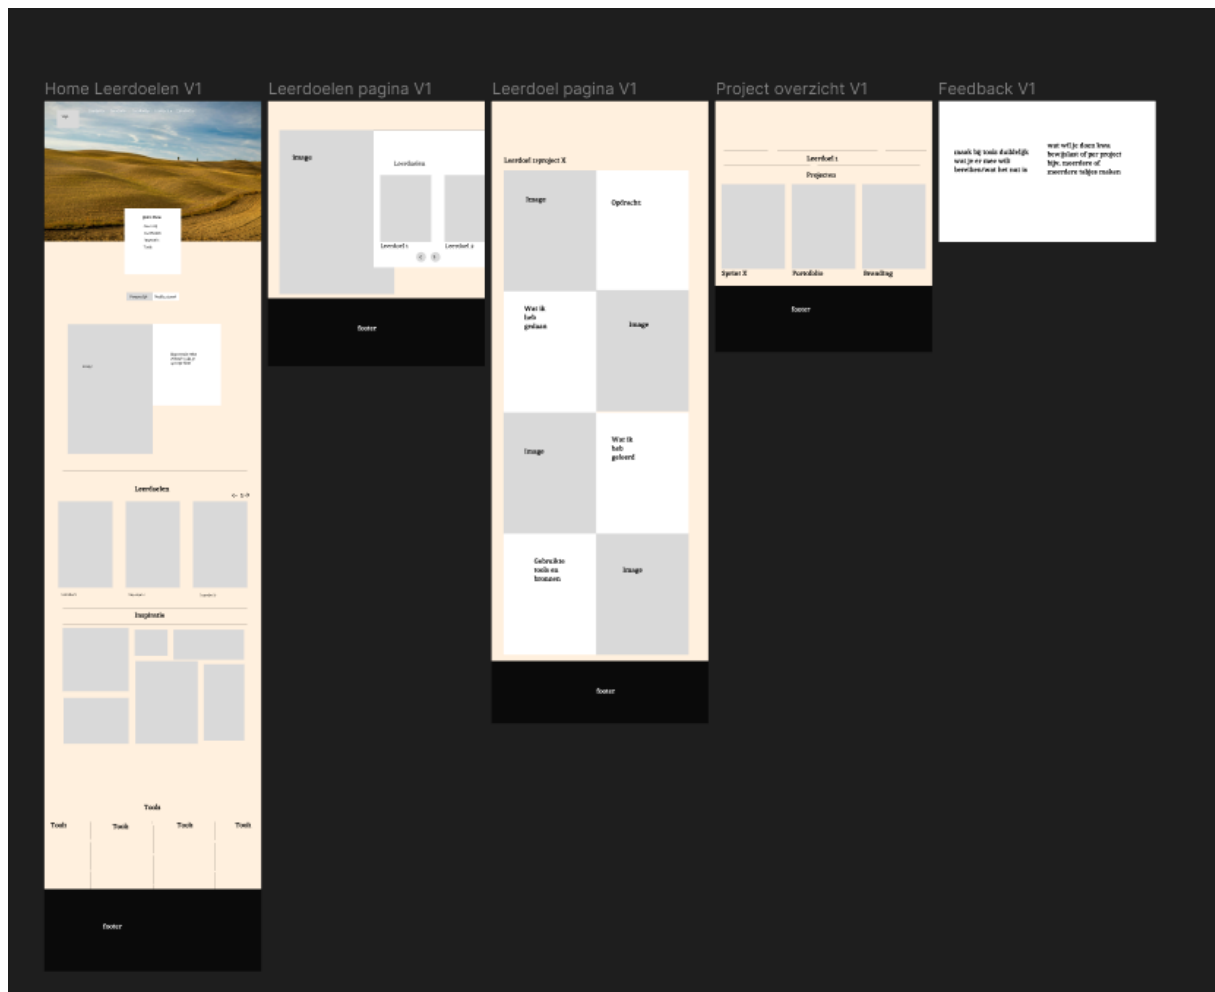 Home Leerdoelen V1
Leerdoelen pagina V1
Leerdoel pagina V1
Project overzicht V1
Feedback V1
Leerdoelen
Inspiratie
Tools
Tools
Tools
Tools
Tools
footer
Image
Leerdoelen
Leerdoel 1
Leerdoel 2
footer
Leerdoel 1:project X
Image
Opdracht
Wat ik
heb
gedaan
Image
Image
Wat ik
heb
geleerd
Gebruikte
tools en
bronnen
Image
footer
Leerdoel 1
Projecten
Sprint X
Portofolio
Branding
footer
maak bij tools duidelijk
wat je er mee wilt
bereiken/wat het nut is
wat wil je doen kwa
bewijslast of per project
bijv. meerdere of
meerdere tabjes maken